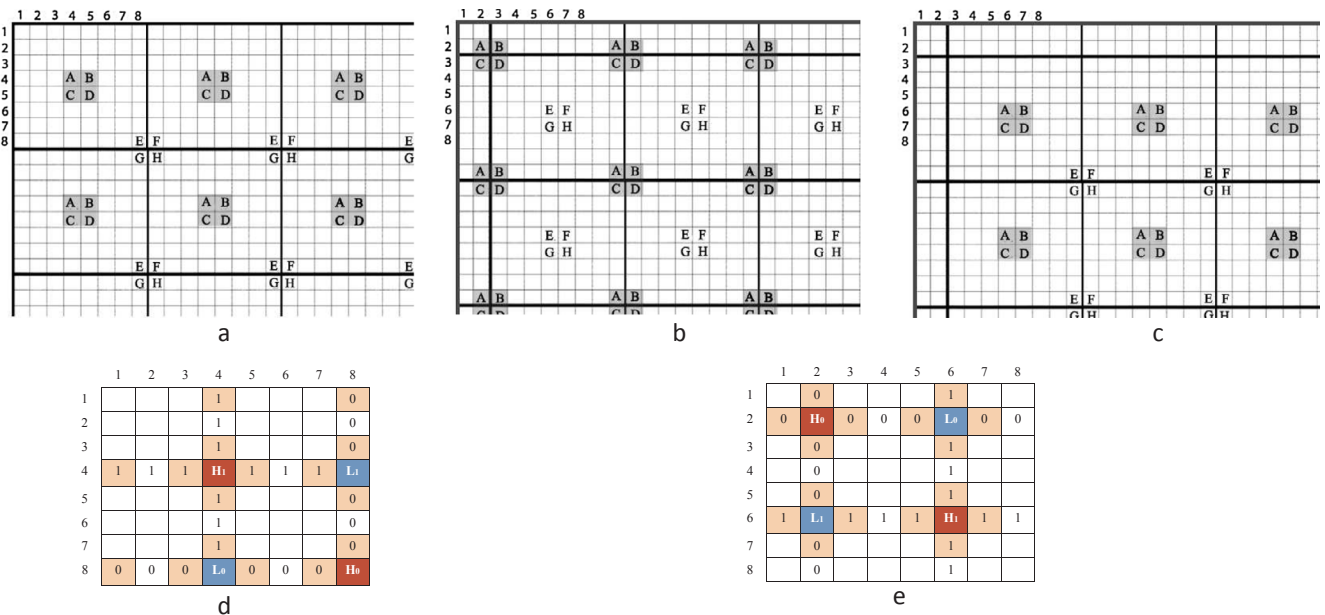 1 2 3 4 5 6 7 8
1
2
3
4 A B A B A B
5 C D C D C D
6
7
8 E F E F E
G H G H G
A B A B A B
C D C D C D
E F E F E
G H G H G
a
1 2 3 4 5 6 7 8
1
2 A B A B A B
3 C D C D C D
4
5
6 E F E F E F
7 G H G H G H
8
A B A B A B
C D C D C D
E F E F E F
G H G H G H
A B A B A B
C D C D C D
b
1 2 3 4 5 6 7 8
1
2
3
4
5
6 A B A B A B
7 C D C D C D
8
E F E F
G H G H
A B A B A B
C D C D C D
E F E F
G H G H
c
1 2 3 4 5 6 7 8
1 1 0
2 1 0
3 1 0
4 1 1 1 H1 1 1 1 L1
5 1 0
6 1 0
7 1 0
8 0 0 0 L0 0 0 0 H0
d
1 2 3 4 5 6 7 8
1 0 1
2 0 H0 0 0 0 L0 0 0
3 0 1
4 0 1
5 0 1
6 1 L1 1 1 1 H1 1 1
7 0 1
8 0 1
e